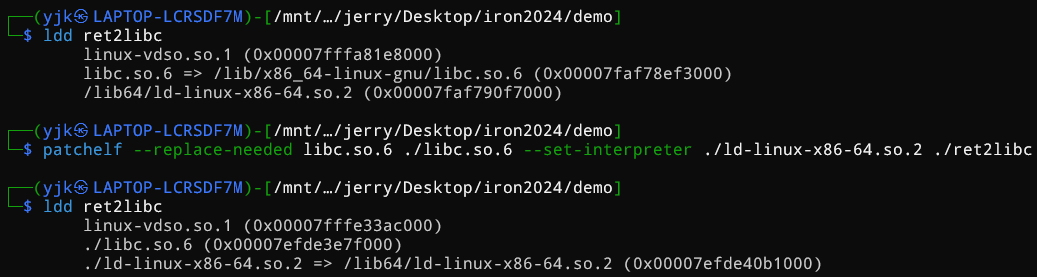 ┌──(yjk㉿LAPTOP-LCRSDF7M)-[/mnt/…/jerry/Desktop/iron2024/demo]
└─$ ldd ret2libc
        linux-vdso.so.1 (0x00007fffa81e8000)
        libc.so.6 => /lib/x86_64-linux-gnu/libc.so.6 (0x00007faf78ef3000)
        /lib64/ld-linux-x86-64.so.2 (0x00007faf790f7000)
┌──(yjk㉿LAPTOP-LCRSDF7M)-[/mnt/…/jerry/Desktop/iron2024/demo]
└─$ patchelf --replace-needed libc.so.6 ./libc.so.6 --set-interpreter ./ld-linux-x86-64.so.2 ./ret2libc
┌──(yjk㉿LAPTOP-LCRSDF7M)-[/mnt/…/jerry/Desktop/iron2024/demo]
└─$ ldd ret2libc
        linux-vdso.so.1 (0x00007fffe33ac000)
        ./libc.so.6 (0x00007efde3e7f000)
        ./ld-linux-x86-64.so.2 => /lib64/ld-linux-x86-64.so.2 (0x00007efde40b1000)